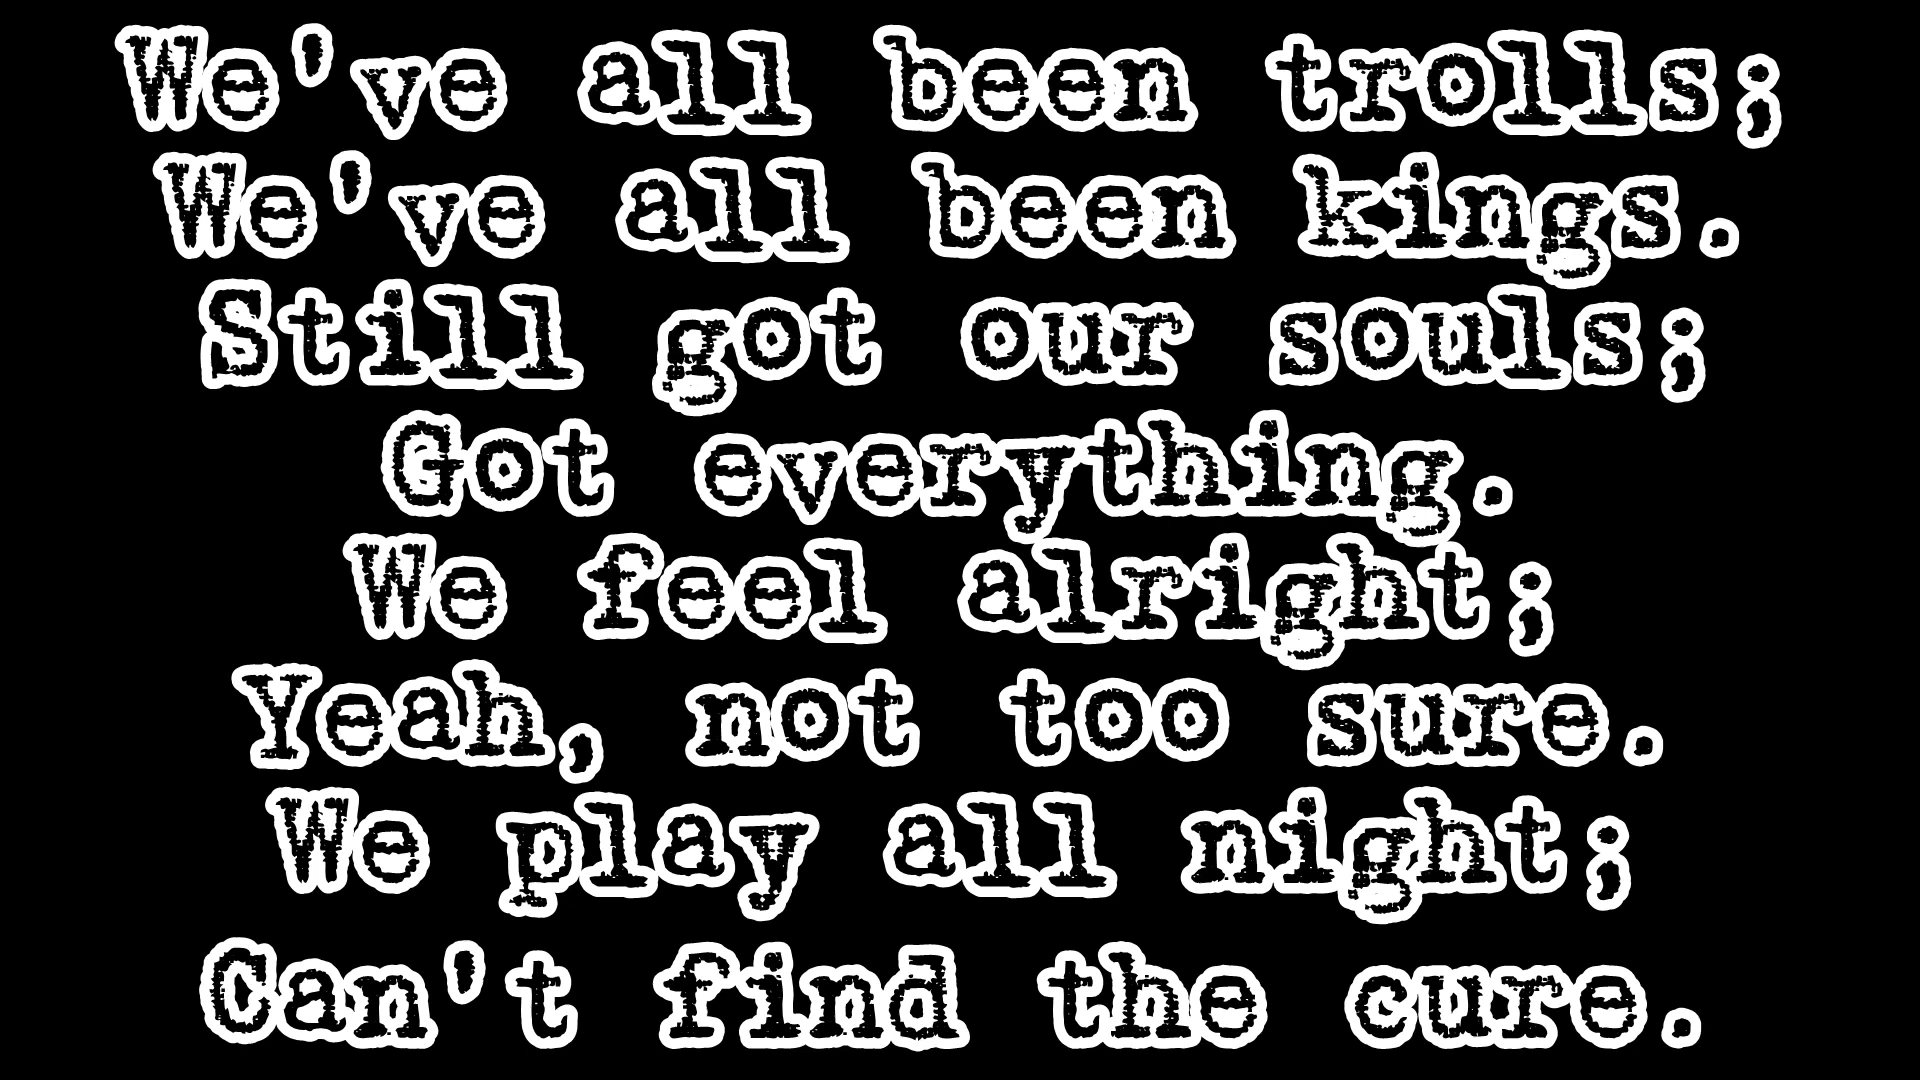 We've all been trolls;
We've all been kings.
Still got our souls;
Got everything.
We feel alright;
Yeah, not too sure.
We play all night;
Can't find the cure.